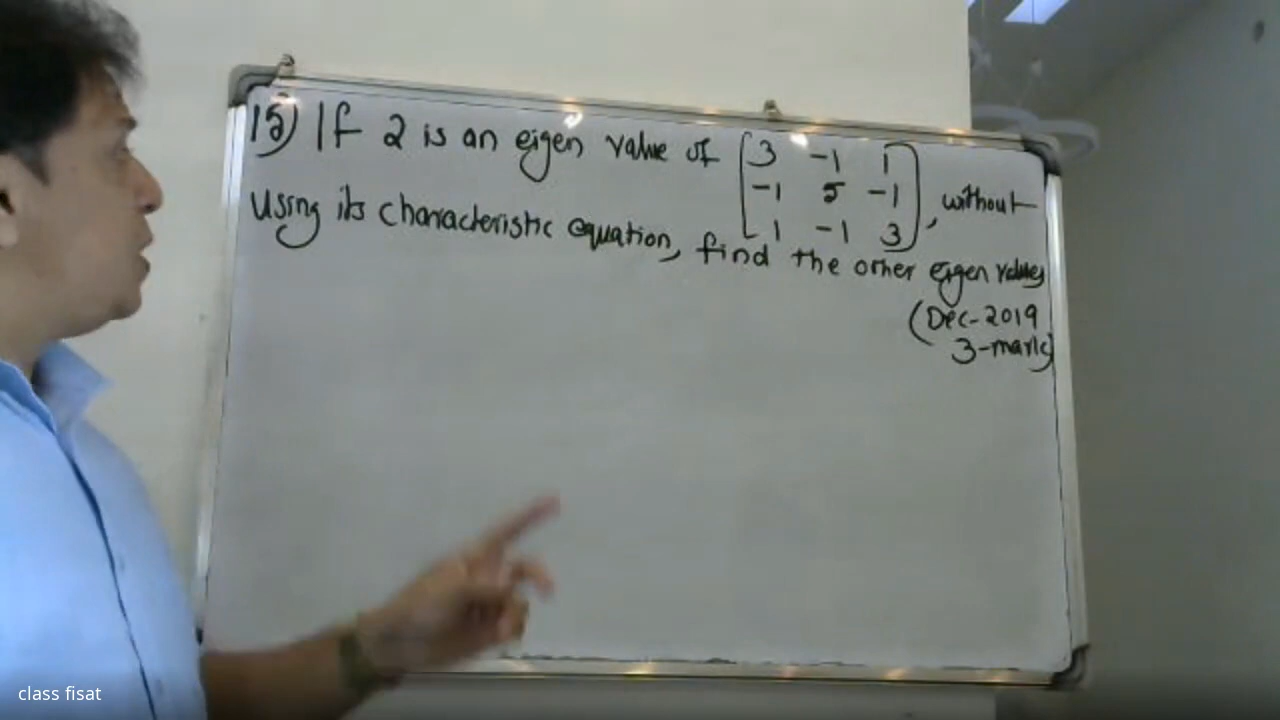 15) If 2 is an eigen value of [3 -1 1
-1 5 -1
1 -1 3], without
using its characteristic equation, find the other eigen values
(Dec-2019
3-mark)
class fisat